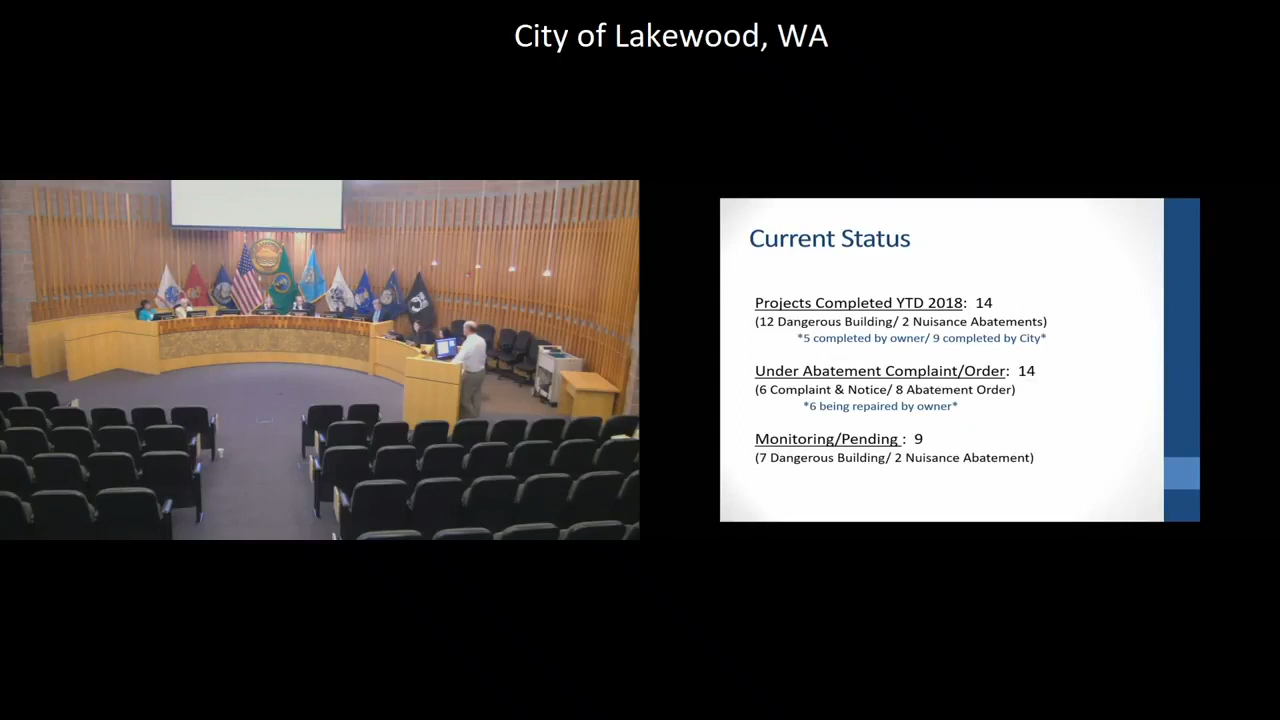 City of Lakewood, WA
Current Status
Projects Completed YTD 2018: 14
(12 Dangerous Building/ 2 Nuisance Abatements)
*5 completed by owner/ 9 completed by City*
Under Abatement Complaint/Order: 14
(6 Complaint & Notice/ 8 Abatement Order)
*6 being repaired by owner*
Monitoring/Pending : 9
(7 Dangerous Building/ 2 Nuisance Abatement)